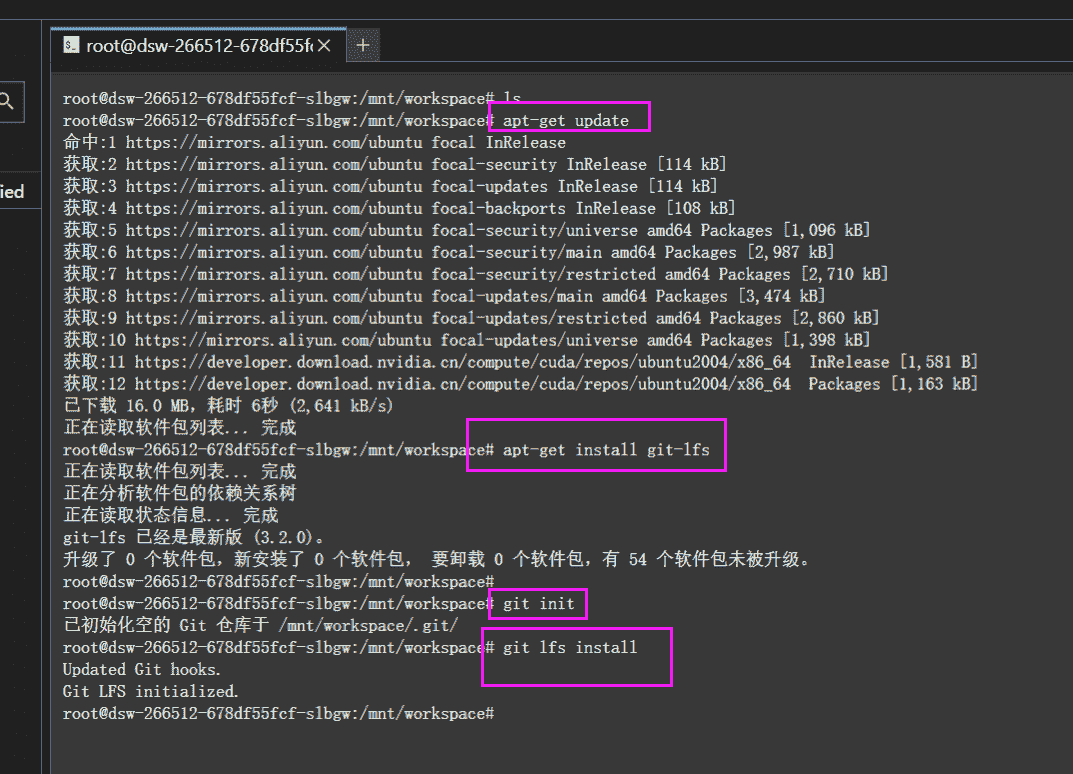 root@dsw-266512-678df55fc
ied
root@dsw-266512-678df55fcf-slbgw:/mnt/workspace# ls
root@dsw-266512-678df55fcf-slbgw:/mnt/workspace# apt-get update
命中:1 https://mirrors.aliyun.com/ubuntu focal InRelease
获取:2 https://mirrors.aliyun.com/ubuntu focal-security InRelease [114 kB]
获取:3 https://mirrors.aliyun.com/ubuntu focal-updates InRelease [114 kB]
获取:4 https://mirrors.aliyun.com/ubuntu focal-backports InRelease [108 kB]
获取:5 https://mirrors.aliyun.com/ubuntu focal-security/universe amd64 Packages [1,096 kB]
获取:6 https://mirrors.aliyun.com/ubuntu focal-security/main amd64 Packages [2,987 kB]
获取:7 https://mirrors.aliyun.com/ubuntu focal-security/restricted amd64 Packages [2,710 kB]
获取:8 https://mirrors.aliyun.com/ubuntu focal-updates/main amd64 Packages [3,474 kB]
获取:9 https://mirrors.aliyun.com/ubuntu focal-updates/restricted amd64 Packages [2,860 kB]
获取:10 https://mirrors.aliyun.com/ubuntu focal-updates/universe amd64 Packages [1,398 kB]
获取:11 https://developer.download.nvidia.cn/compute/cuda/repos/ubuntu2004/x86_64  InRelease [1,581 B]
获取:12 https://developer.download.nvidia.cn/compute/cuda/repos/ubuntu2004/x86_64  Packages [1,163 kB]
已下载 16.0 MB，耗时 6秒 (2,641 kB/s)
正在读取软件包列表... 完成
root@dsw-266512-678df55fcf-slbgw:/mnt/workspace# apt-get install git-lfs
正在读取软件包列表... 完成
正在分析软件包的依赖关系树
正在读取状态信息... 完成
git-lfs 已经是最新版 (3.2.0)。
升级了 0 个软件包，新安装了 0 个软件包， 要卸载 0 个软件包，有 54 个软件包未被升级。
root@dsw-266512-678df55fcf-slbgw:/mnt/workspace#
root@dsw-266512-678df55fcf-slbgw:/mnt/workspace# git init
已初始化空的 Git 仓库于 /mnt/workspace/.git/
root@dsw-266512-678df55fcf-slbgw:/mnt/workspace# git lfs install
Updated Git hooks.
Git LFS initialized.
root@dsw-266512-678df55fcf-slbgw:/mnt/workspace#